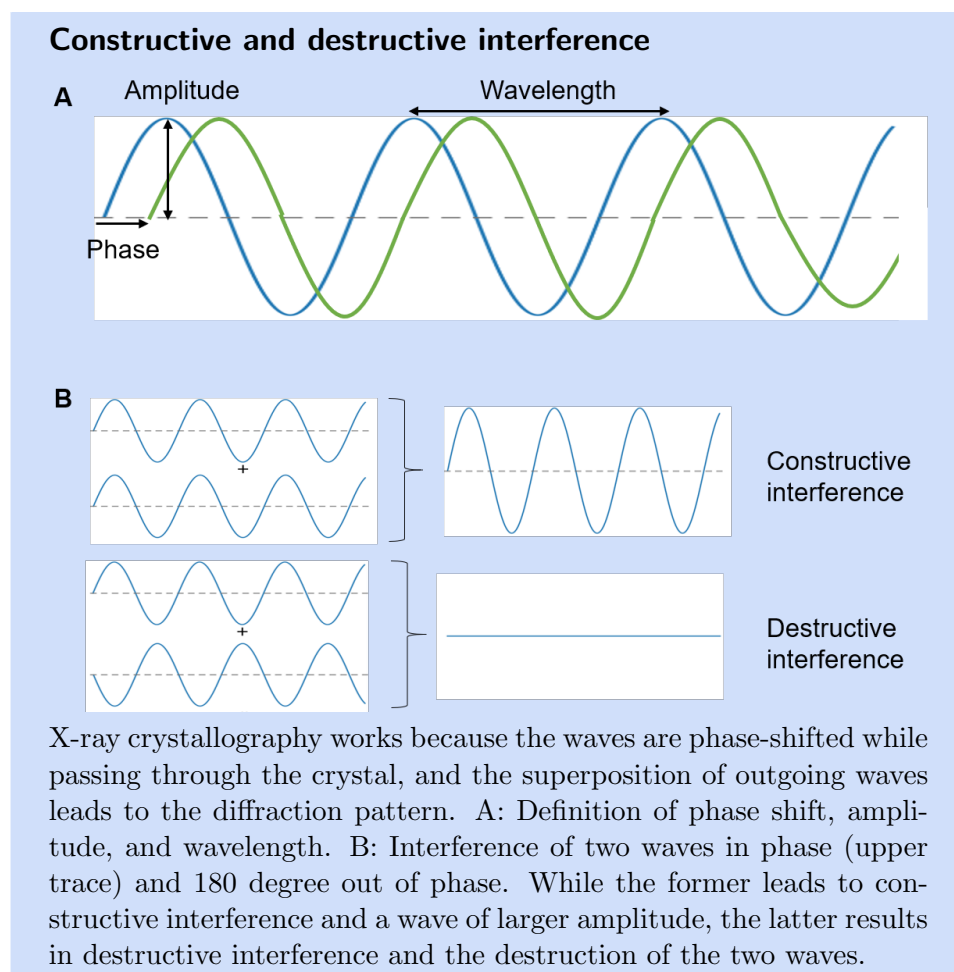 Constructive and destructive interference
A
Amplitude
Wavelength
Phase
B
+
Constructive
interference
+
Destructive
interference
X-ray crystallography works because the waves are phase-shifted while
passing through the crystal, and the superposition of outgoing waves
leads to the diffraction pattern. A: Definition of phase shift, ampli-
tude, and wavelength. B: Interference of two waves in phase (upper
trace) and 180 degree out of phase. While the former leads to con-
structive interference and a wave of larger amplitude, the latter results
in destructive interference and the destruction of the two waves.